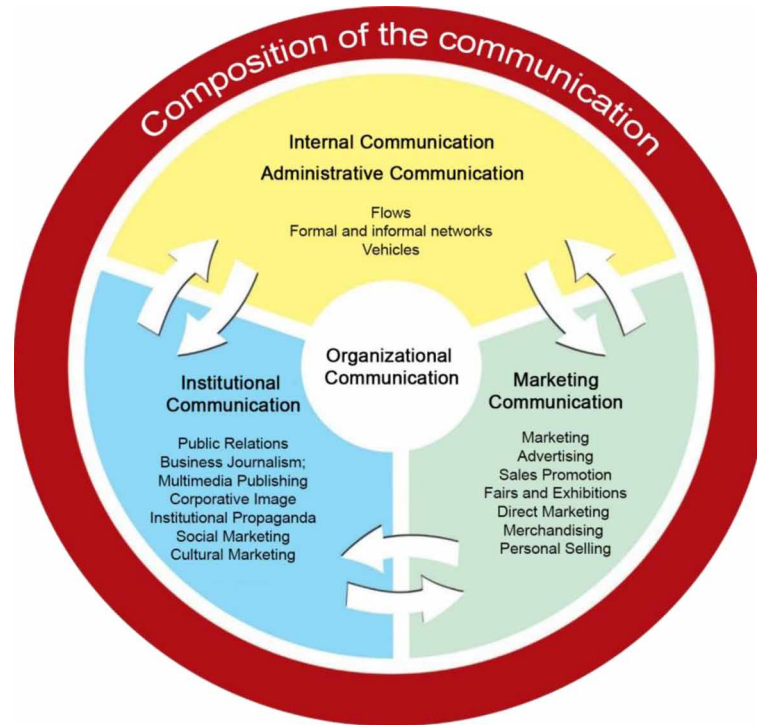 Composition of the communication
Internal Communication
Administrative Communication
Flows
Formal and informal networks
Vehicles
Organizational
Communication
Institutional
Communication
Public Relations
Business Journalism;
Multimedia Publishing
Corporative Image
Institutional Propaganda
Social Marketing
Cultural Marketing
Marketing
Communication
Marketing
Advertising
Sales Promotion
Fairs and Exhibitions
Direct Marketing
Merchandising
Personal Selling